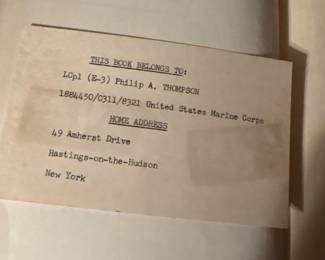 THIS BOOK BELONGS TO:
LCpl (E-3) Philip A. THOMPSON
1884450/0311/8321 United States Marine Corps
HOME ADDRESS
49 Amherst Drive
Hastings-on-the-Hudson
New York